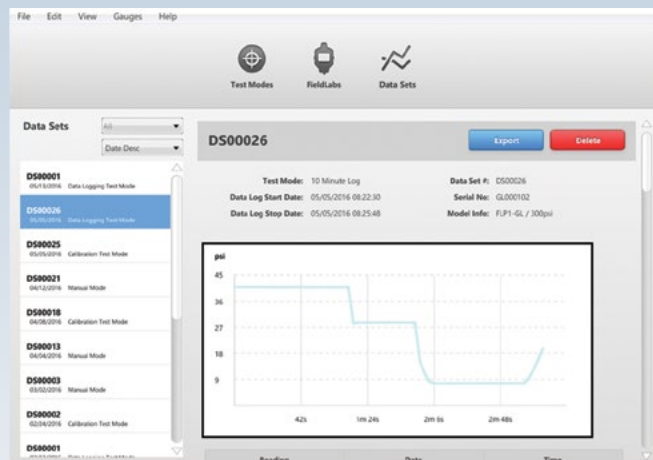 File Edit View Gauges Help
Test Modes FieldLabs Data Sets
Data Sets All
Date Desc
DS00001
05/13/2016 Data Logging Test Mode
DS00026
05/05/2016 Data Logging Test Mode
DS00025
05/05/2016 Calibration Test Mode
DS00021
04/12/2016 Manual Mode
DS00018
04/08/2016 Calibration Test Mode
DS00013
04/04/2016 Manual Mode
DS00003
03/02/2016 Manual Mode
DS00002
02/24/2016 Calibration Test Mode
DS00001
Data Logging Test Mode
DS00026 Export Delete
Test Mode: 10 Minute Log Data Set #: DS00026
Data Log Start Date: 05/05/2016 08:22:30 Serial No: GL000102
Data Log Stop Date: 05/05/2016 08:25:48 Model Info: FLP1-GL / 300psi
psi
45
36
27
18
9
42s 1m 24s 2m 6s 2m 48s
Reading Date Time